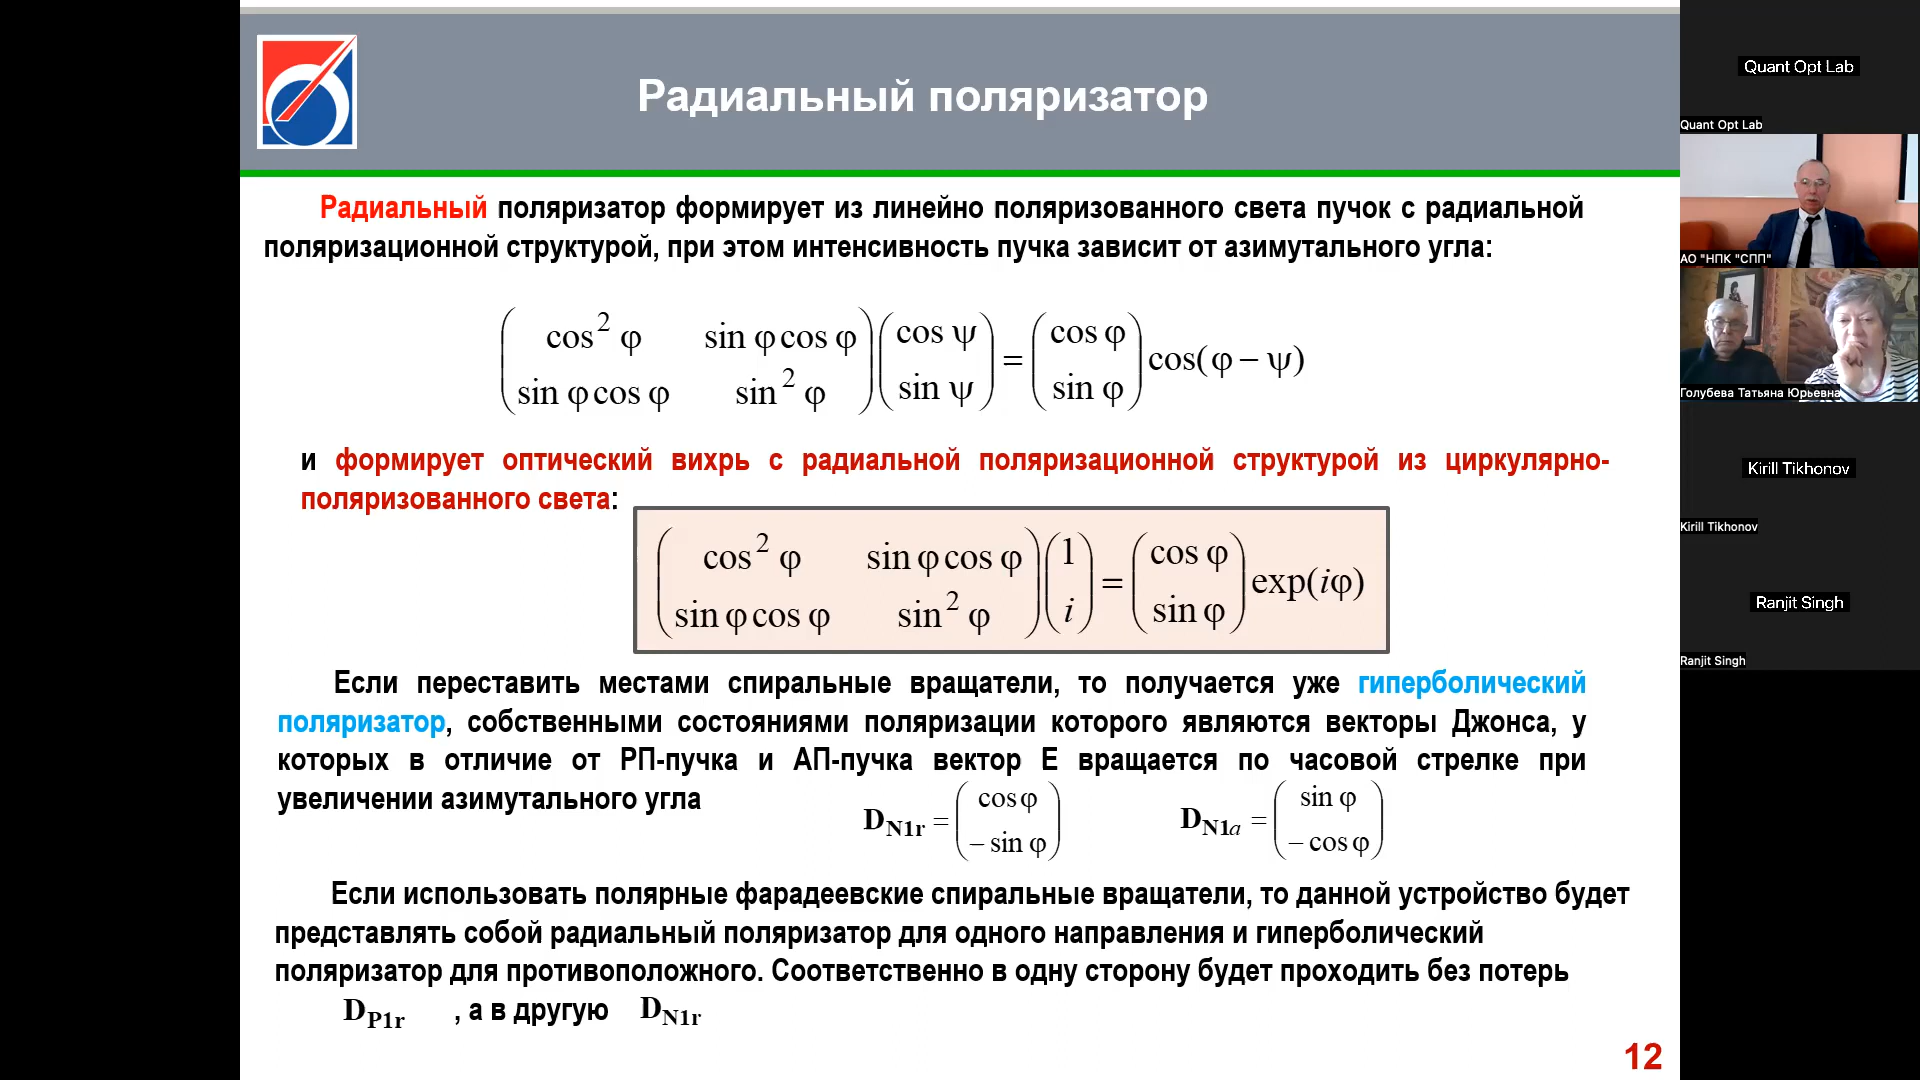 Радиальный поляризатор
Радиальный поляризатор формирует из линейно поляризованного света пучок с радиальной
поляризационной структурой, при этом интенсивность пучка зависит от азимутального угла:
( cos² φ sin φ cos φ ) ( cos ψ ) = ( cos φ ) cos(φ − ψ)
( sin φ cos φ sin² φ ) ( sin ψ ) ( sin φ )
и формирует оптический вихрь с радиальной поляризационной структурой из циркулярно-
поляризованного света:
( cos² φ sin φ cos φ ) ( 1 ) = ( cos φ ) exp(iφ)
( sin φ cos φ sin² φ ) ( i ) ( sin φ )
Если переставить местами спиральные вращатели, то получается уже гиперболический
поляризатор, собственными состояниями поляризации которого являются векторы Джонса, у
которых в отличие от РП-пучка и АП-пучка вектор Е вращается по часовой стрелке при
увеличении азимутального угла
D_N1r = ( cos φ ) ( − sin φ )
D_N1a = ( sin φ ) ( − cos φ )
Если использовать полярные фарадеевские спиральные вращатели, то данной устройство будет
представлять собой радиальный поляризатор для одного направления и гиперболический
поляризатор для противоположного. Соответственно в одну сторону будет проходить без потерь
D_P1r , а в другую D_N1r
12
Quant Opt Lab
Quant Opt Lab
АО "НПК "СПП"
Голубева Татьяна Юрьевна
Kirill Tikhonov
Kirill Tikhonov
Ranjit Singh
Ranjit Singh